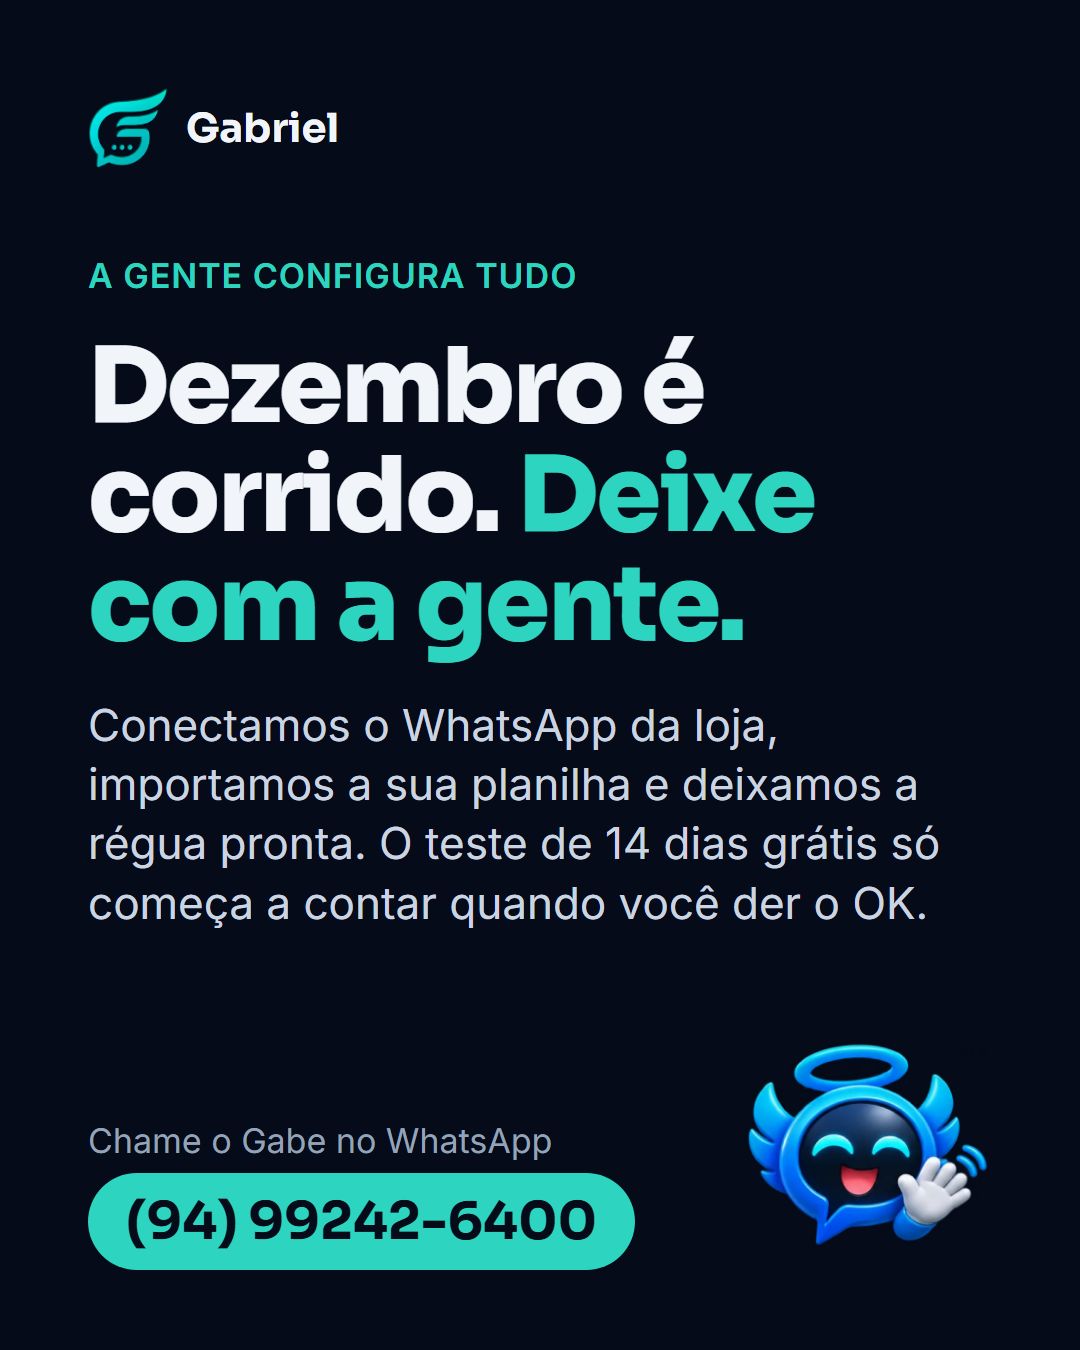 Gabriel
A GENTE CONFIGURA TUDO
Dezembro é
corrido. Deixe
com a gente.
Conectamos o WhatsApp da loja,
importamos a sua planilha e deixamos a
régua pronta. O teste de 14 dias grátis só
começa a contar quando você der o OK.
Chame o Gabe no WhatsApp
(94) 99242-6400